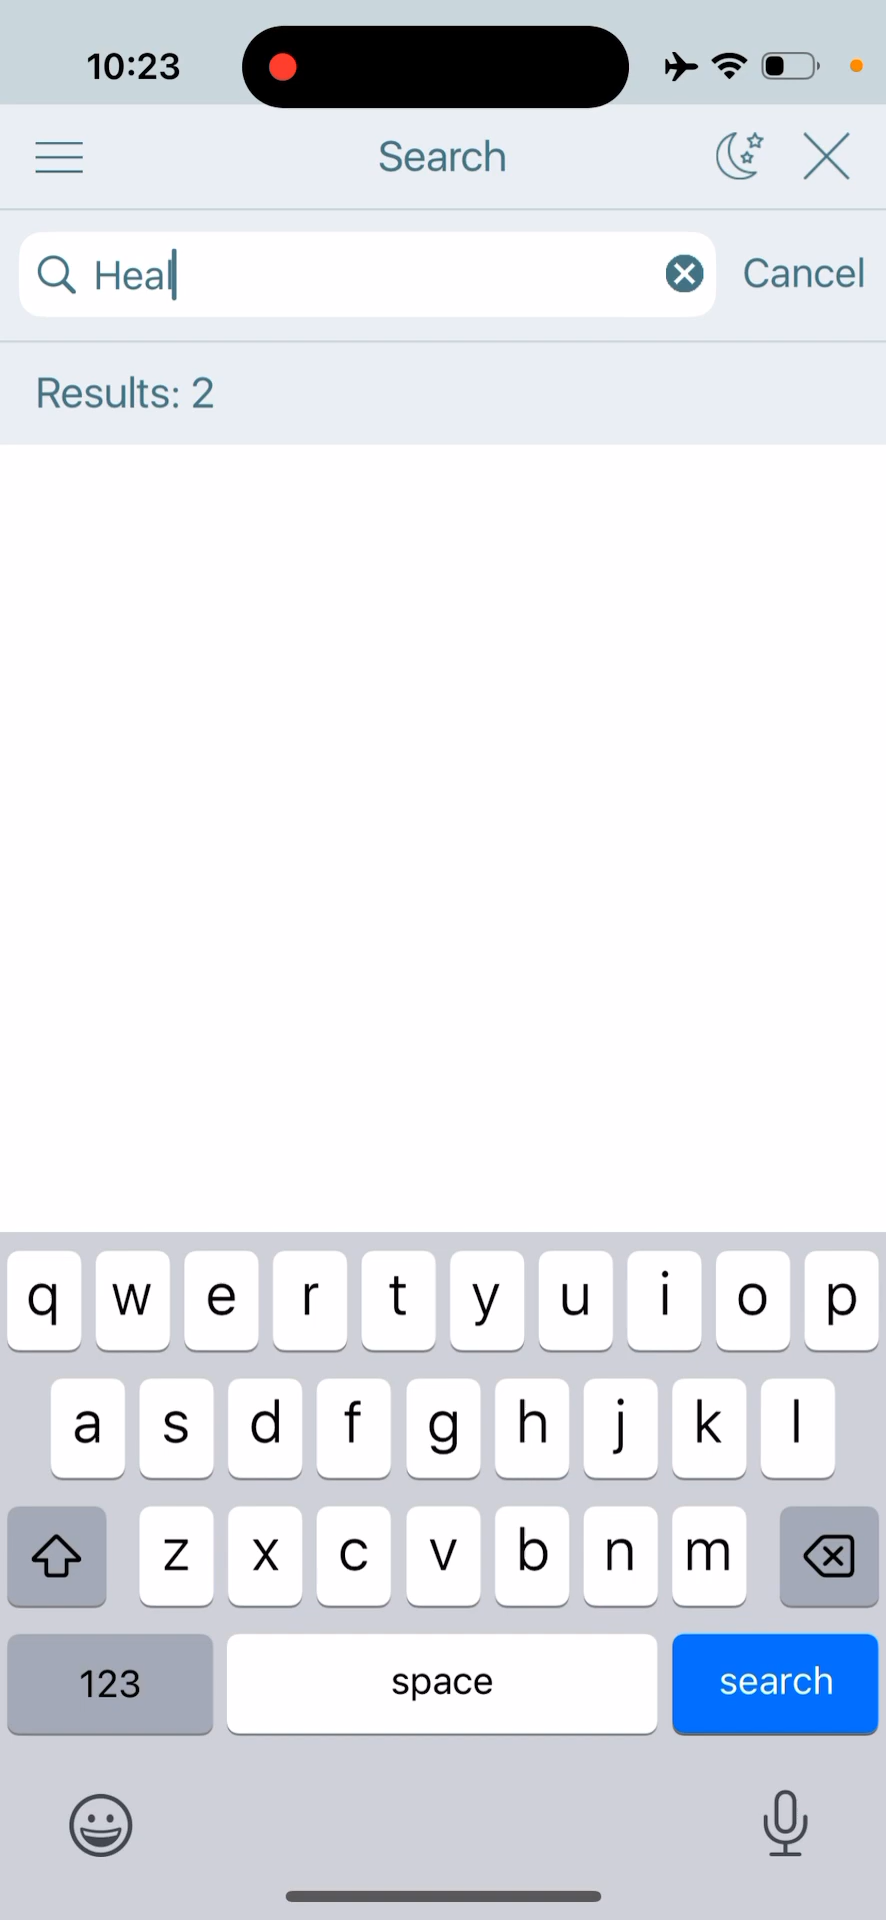 10:23
Search
Heal
Cancel
Results: 2
q w e r t y u i o p
a s d f g h j k l
z x c v b n m
123 space search